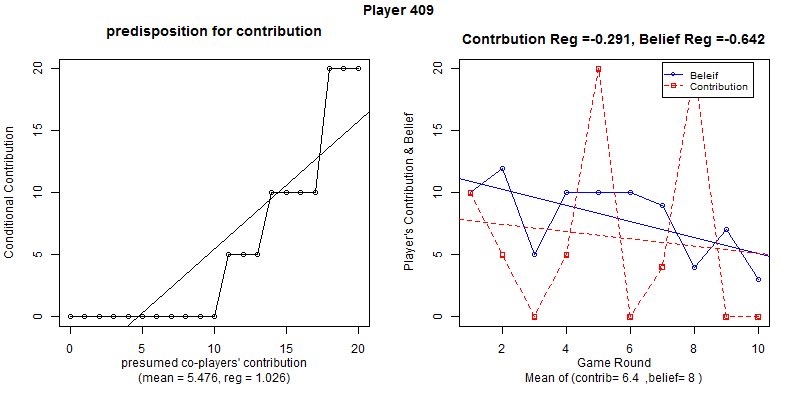 Player 409
predisposition for contribution
Conditional Contribution
20
15
10
5
0
0 5 10 15 20
presumed co-players' contribution
(mean = 5.476, reg = 1.026)
Contrbution Reg =-0.291, Belief Reg =-0.642
Player's Contribution & Belief
20
15
10
5
0
Beleif
Contribution
2 4 6 8 10
Game Round
Mean of (contrib= 6.4 ,belief= 8 )